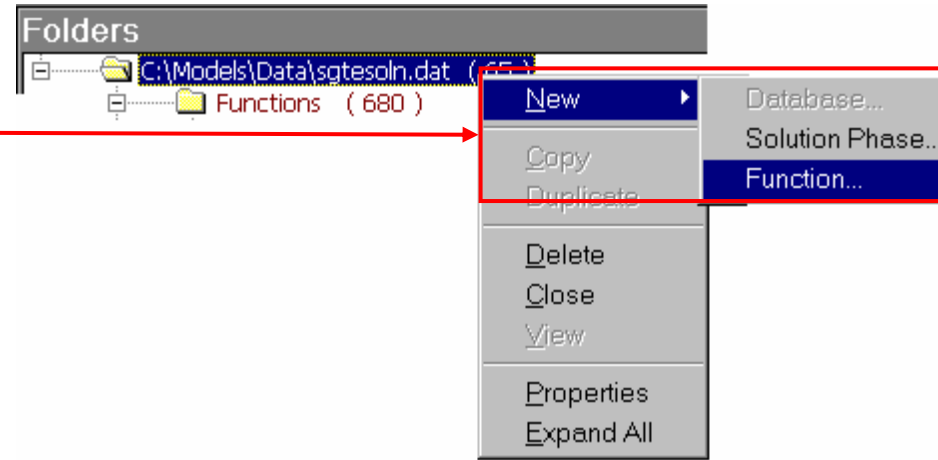 Folders
C:\Models\Data\sgtesoln.dat ( 65 )
Functions ( 680 )
New
Copy
Duplicate
Delete
Close
View
Properties
Expand All
Database...
Solution Phase..
Function...